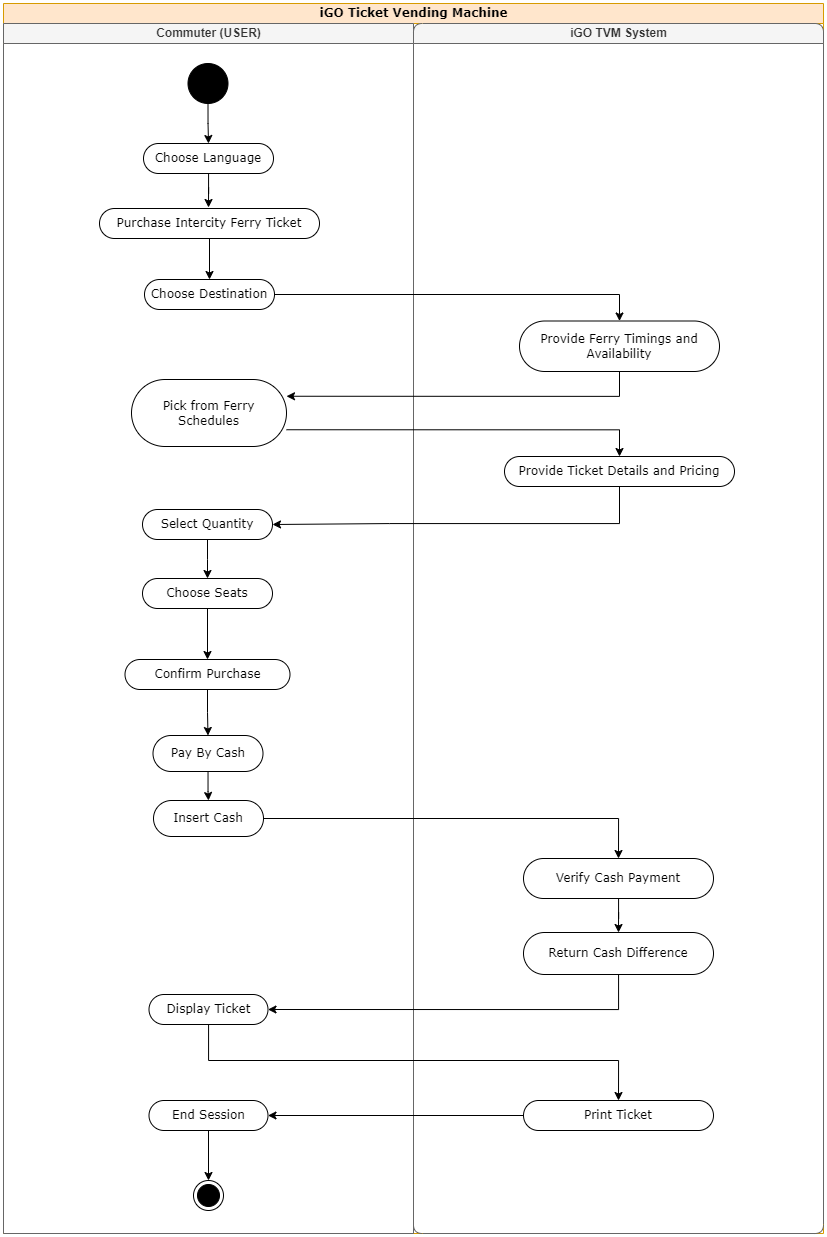 iGO Ticket Vending Machine
Commuter (USER)
iGO TVM System
Choose Language
Purchase Intercity Ferry Ticket
Choose Destination
Provide Ferry Timings and
Availability
Pick from Ferry
Schedules
Provide Ticket Details and Pricing
Select Quantity
Choose Seats
Confirm Purchase
Pay By Cash
Insert Cash
Verify Cash Payment
Return Cash Difference
Display Ticket
Print Ticket
End Session